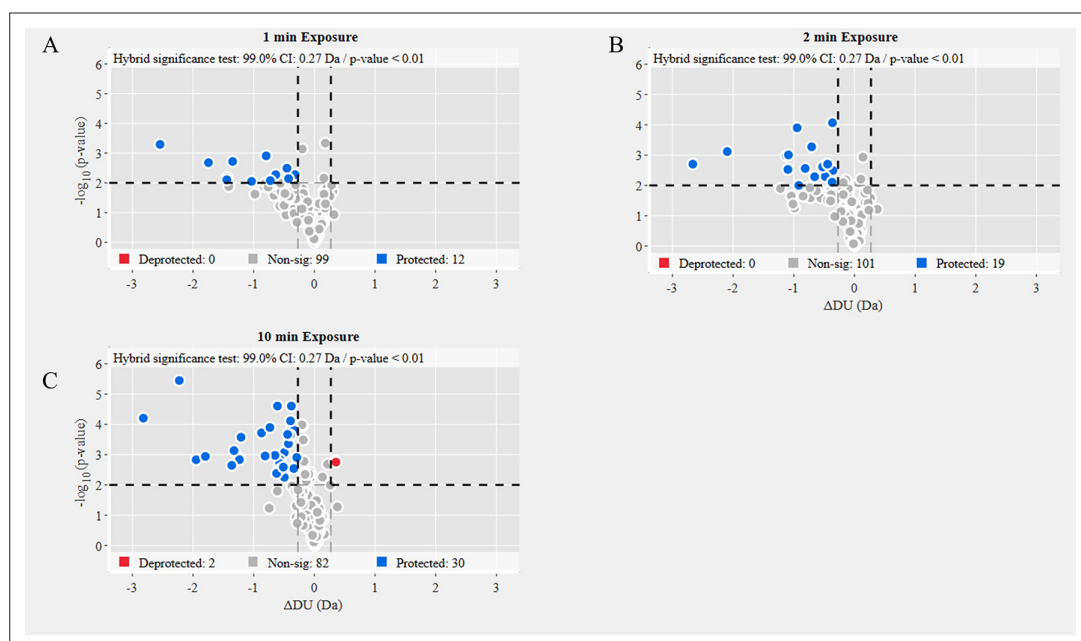 A
1 min Exposure
Hybrid significance test: 99.0% CI: 0.27 Da / p-value < 0.01
6
5
4
3
2
1
0
-log10 (p-value)
Deprotected: 0 Non-sig: 99 Protected: 12
-3 -2 -1 0 1 2 3
B
2 min Exposure
Hybrid significance test: 99.0% CI: 0.27 Da / p-value < 0.01
6
5
4
3
2
1
0
-log10 (p-value)
Deprotected: 0 Non-sig: 101 Protected: 19
-3 -2 -1 0 1 2 3
ΔDU (Da)
C
10 min Exposure
Hybrid significance test: 99.0% CI: 0.27 Da / p-value < 0.01
6
5
4
3
2
1
0
-log10 (p-value)
Deprotected: 2 Non-sig: 82 Protected: 30
-3 -2 -1 0 1 2 3
ΔDU (Da)